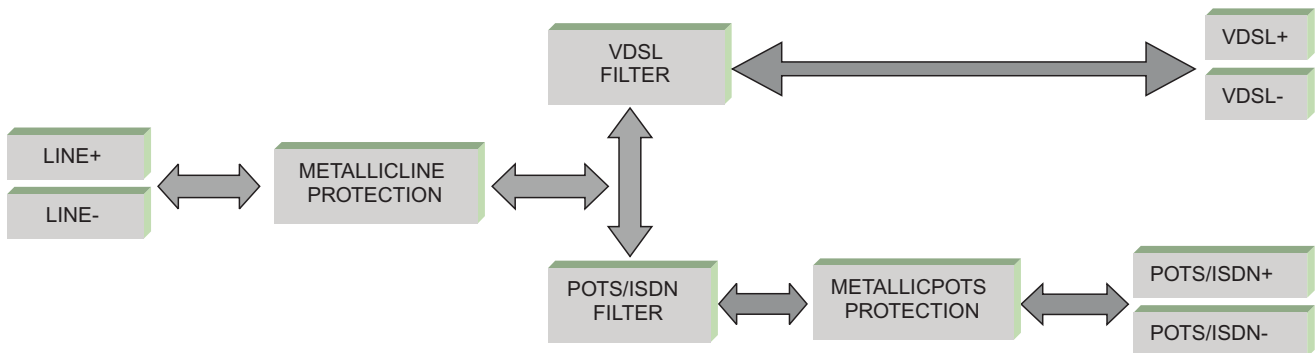 LINE+
LINE-
METALLICLINE
PROTECTION
VDSL
FILTER
POTS/ISDN
FILTER
METALLICPOTS
PROTECTION
VDSL+
VDSL-
POTS/ISDN+
POTS/ISDN-